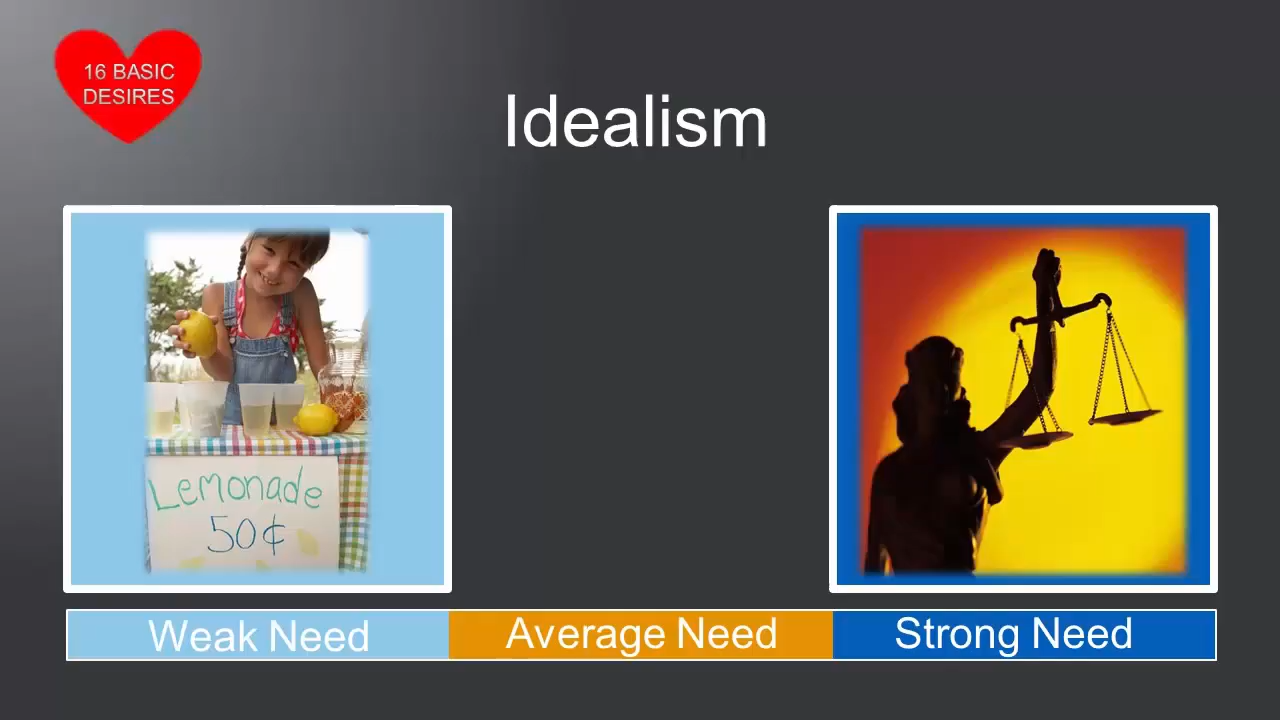 16 BASIC
DESIRES
Idealism
Lemonade
50¢
Weak Need
Average Need
Strong Need